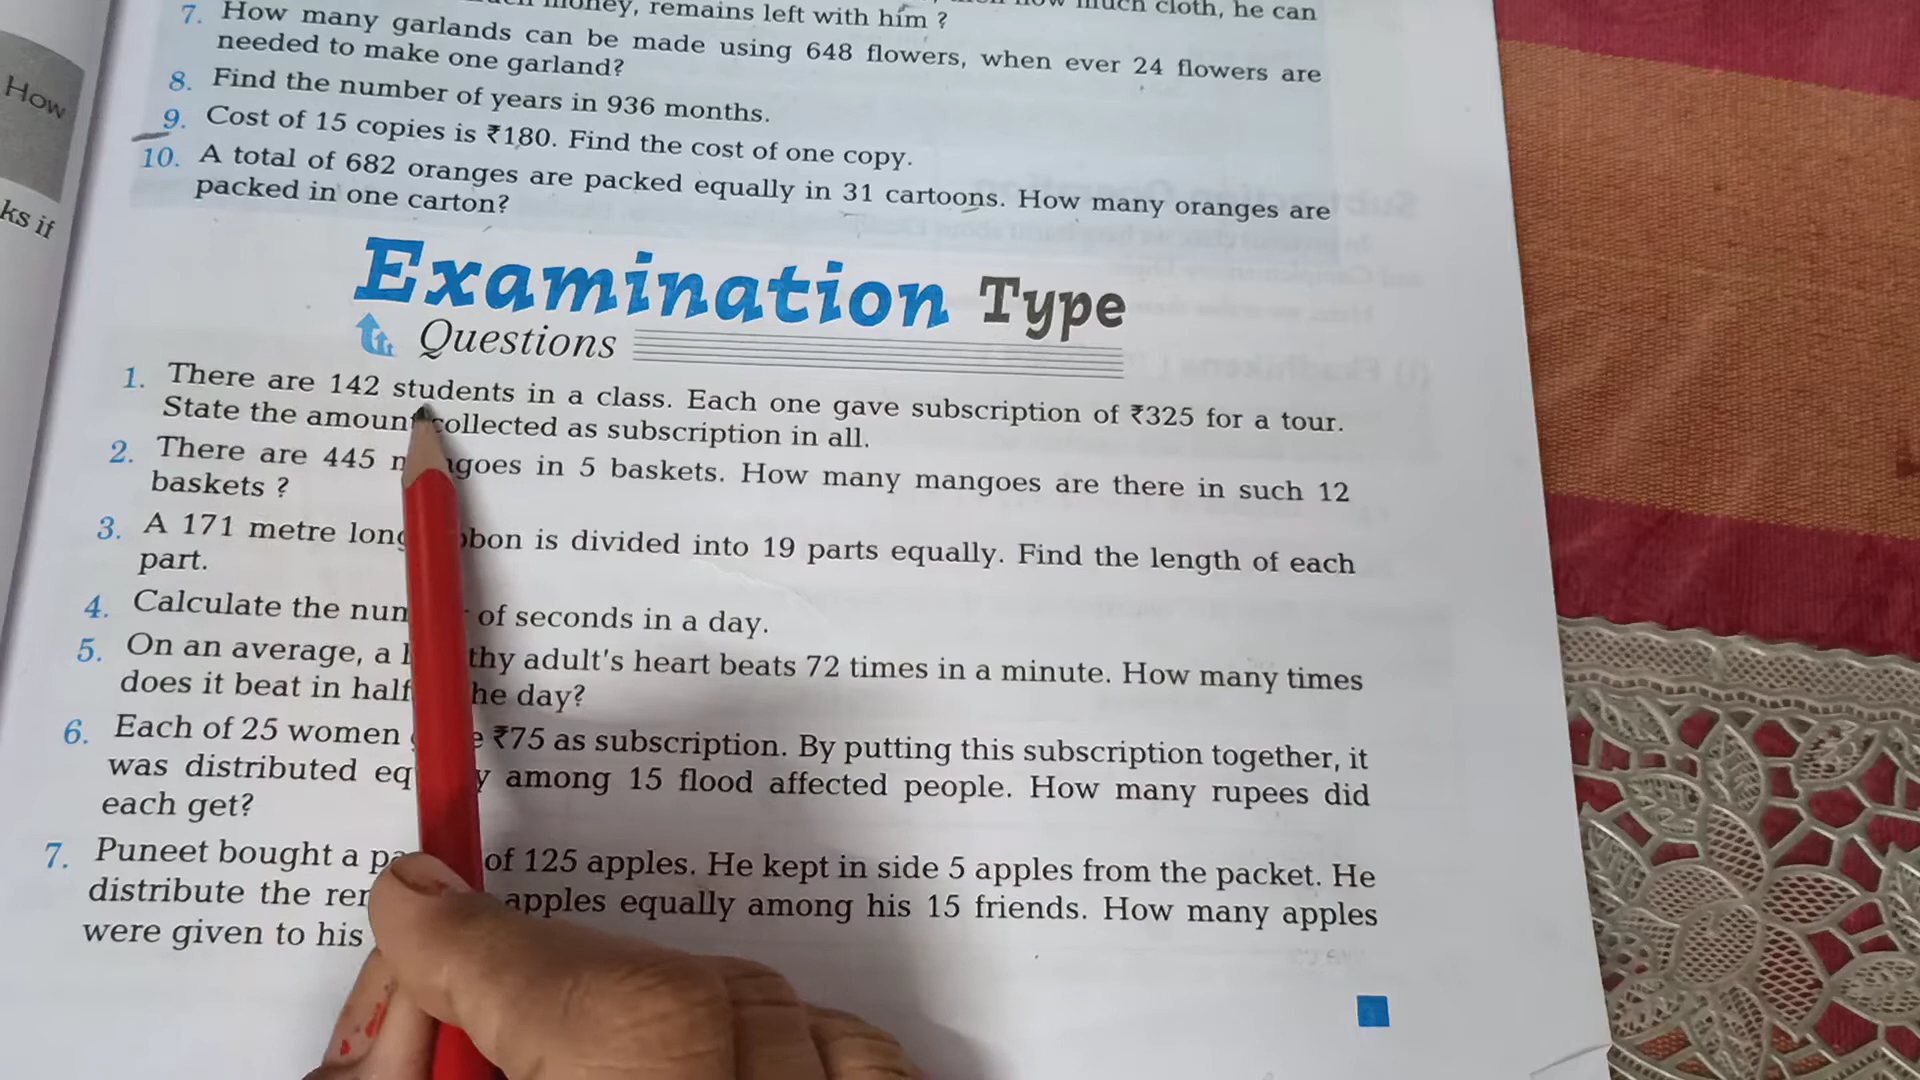 money, remains left with him ?
much cloth, he can
7. How many garlands can be made using 648 flowers, when ever 24 flowers are
needed to make one garland?
8. Find the number of years in 936 months.
9. Cost of 15 copies is ₹180. Find the cost of one copy.
10. A total of 682 oranges are packed equally in 31 cartoons. How many oranges are
packed in one carton?
How
ks if
Examination Type
Questions
1. There are 142 students in a class. Each one gave subscription of ₹325 for a tour.
State the amount collected as subscription in all.
2. There are 445 mangoes in 5 baskets. How many mangoes are there in such 12
baskets ?
3. A 171 metre long ribbon is divided into 19 parts equally. Find the length of each
part.
4. Calculate the num of seconds in a day.
5. On an average, a thy adult's heart beats 72 times in a minute. How many times
does it beat in half he day?
6. Each of 25 women ₹75 as subscription. By putting this subscription together, it
was distributed eq y among 15 flood affected people. How many rupees did
each get?
7. Puneet bought a pa of 125 apples. He kept in side 5 apples from the packet. He
distribute the rem apples equally among his 15 friends. How many apples
were given to his